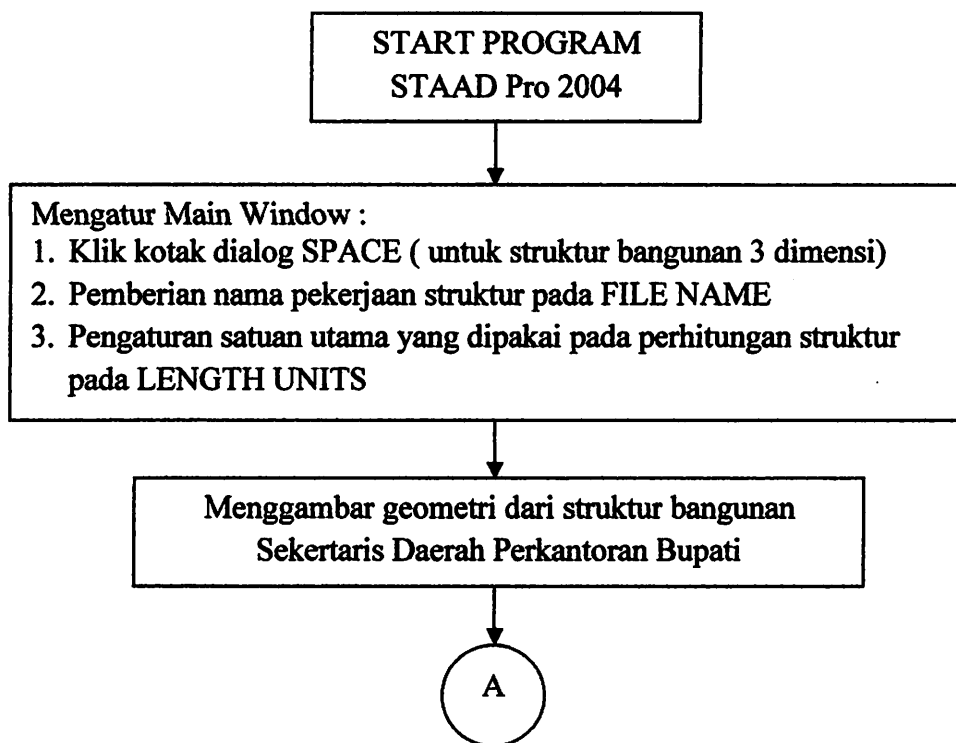 START PROGRAM
STAAD Pro 2004
Mengatur Main Window :
1. Klik kotak dialog SPACE ( untuk struktur bangunan 3 dimensi)
2. Pemberian nama pekerjaan struktur pada FILE NAME
3. Pengaturan satuan utama yang dipakai pada perhitungan struktur
pada LENGTH UNITS
Menggambar geometri dari struktur bangunan
Sekertaris Daerah Perkantoran Bupati
A